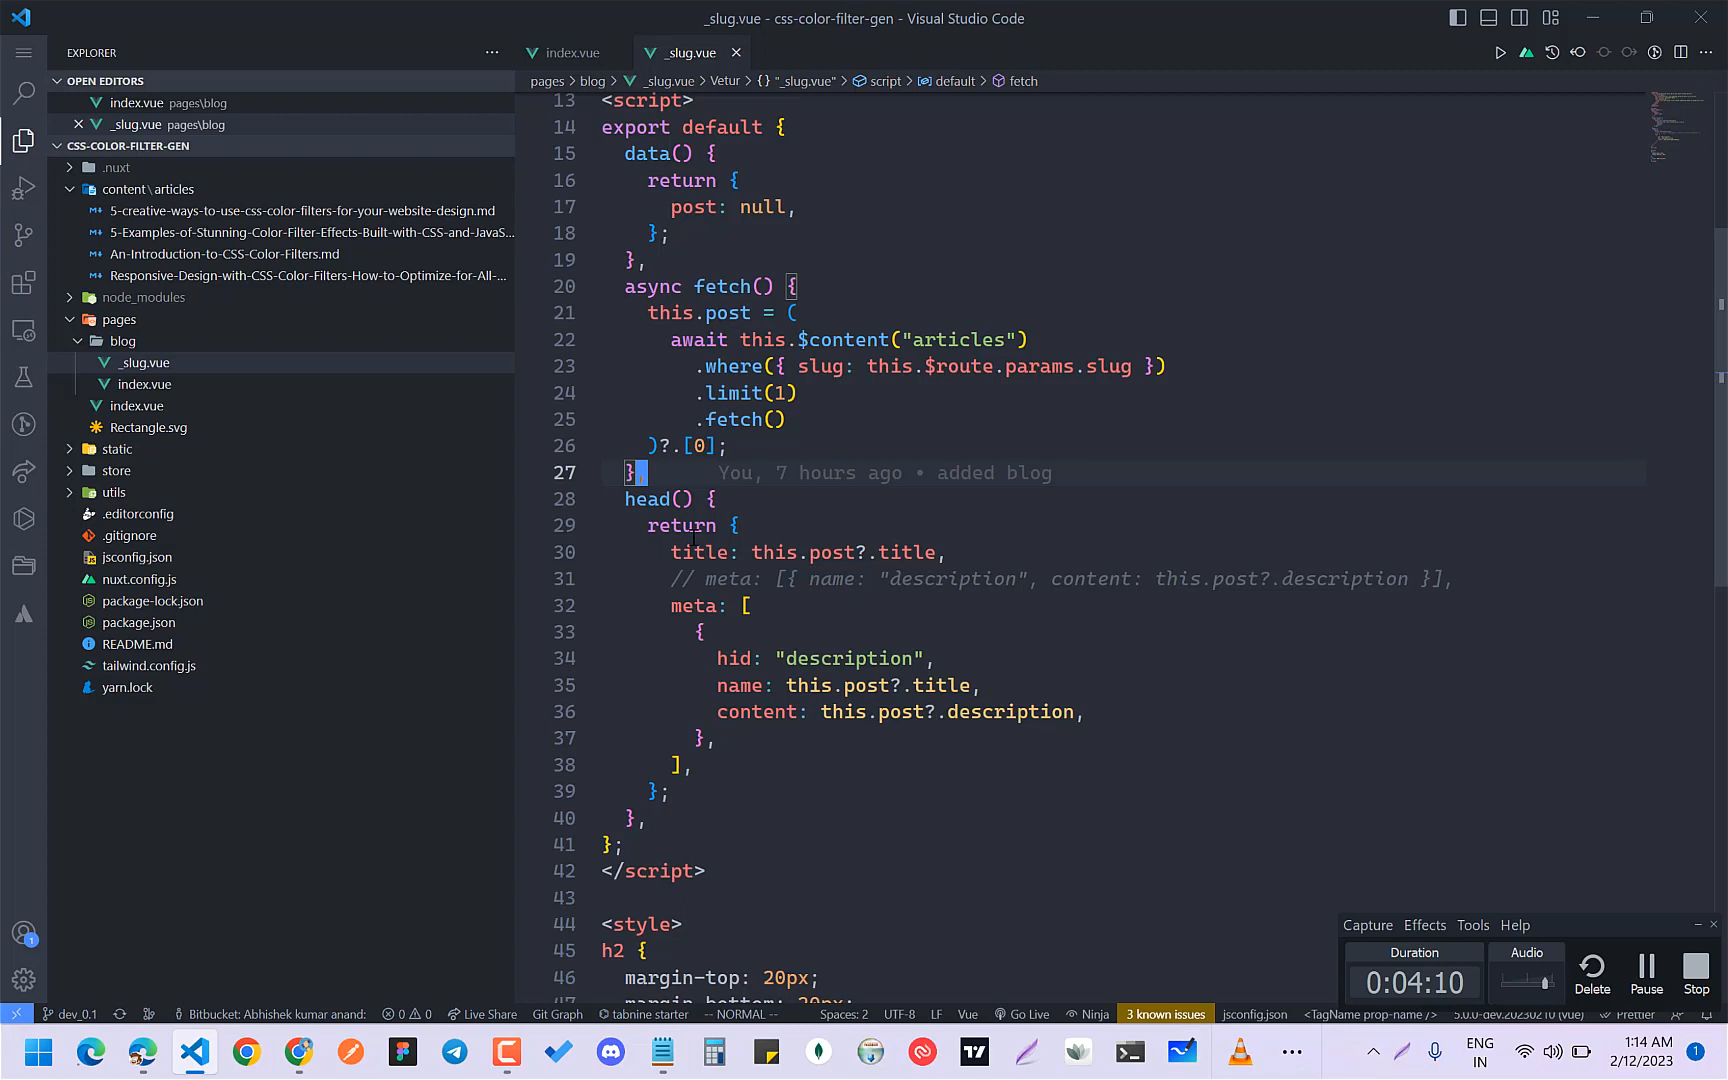 _slug.vue - css-color-filter-gen - Visual Studio Code
EXPLORER
OPEN EDITORS
index.vue pages\blog
_slug.vue pages\blog
CSS-COLOR-FILTER-GEN
.nuxt
content\articles
5-creative-ways-to-use-css-color-filters-for-your-website-design.md
5-Examples-of-Stunning-Color-Filter-Effects-Built-with-CSS-and-JavaS...
An-Introduction-to-CSS-Color-Filters.md
Responsive-Design-with-CSS-Color-Filters-How-to-Optimize-for-All-...
node_modules
pages
blog
_slug.vue
index.vue
index.vue
Rectangle.svg
static
store
utils
.editorconfig
.gitignore
jsconfig.json
nuxt.config.js
package-lock.json
package.json
README.md
tailwind.config.js
yarn.lock
index.vue
_slug.vue
pages > blog > _slug.vue > Vetur > {} "_slug.vue" > script > default > fetch
13 <script>
14 export default {
15 data() {
16 return {
17 post: null,
18 };
19 },
20 async fetch() {
21 this.post = (
22 await this.$content("articles")
23 .where({ slug: this.$route.params.slug })
24 .limit(1)
25 .fetch()
26 )?.[0];
27 }, You, 7 hours ago • added blog
28 head() {
29 return {
30 title: this.post?.title,
31 // meta: [{ name: "description", content: this.post?.description }],
32 meta: [
33 {
34 hid: "description",
35 name: this.post?.title,
36 content: this.post?.description,
37 },
38 ],
39 };
40 },
41 };
42 </script>
43
44 <style>
45 h2 {
46 margin-top: 20px;
47 margin-bottom: 20px;
Capture Effects Tools Help
Duration
Audio
0:04:10
Delete
Pause
Stop
1
dev_0.1 Bitbucket: Abhishek kumar anand: 0 0 Live Share Git Graph tabnine starter -- NORMAL -- Spaces: 2 UTF-8 LF Vue Go Live Ninja 3 known issues jsconfig.json <TagName prop-name /> 5.0.0-dev.20230210 (vue) Prettier
ENG
IN
1:14 AM
2/12/2023
1